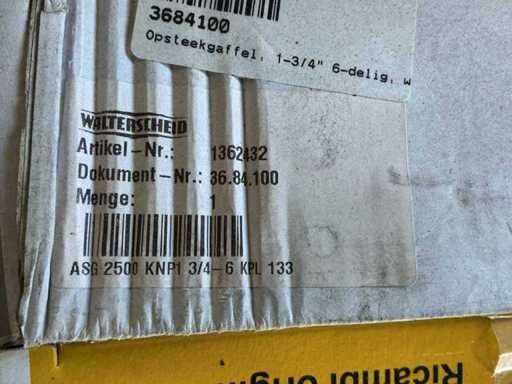 3684100
Opsteekgaffel, 1-3/4" 6-delig, W
WALTERSCHEID
Artikel-Nr.: 1362432
Dokument-Nr.: 36.84.100
Menge: 1
ASG 2500 KNP1 3/4-6 KPL 133
Ricambi